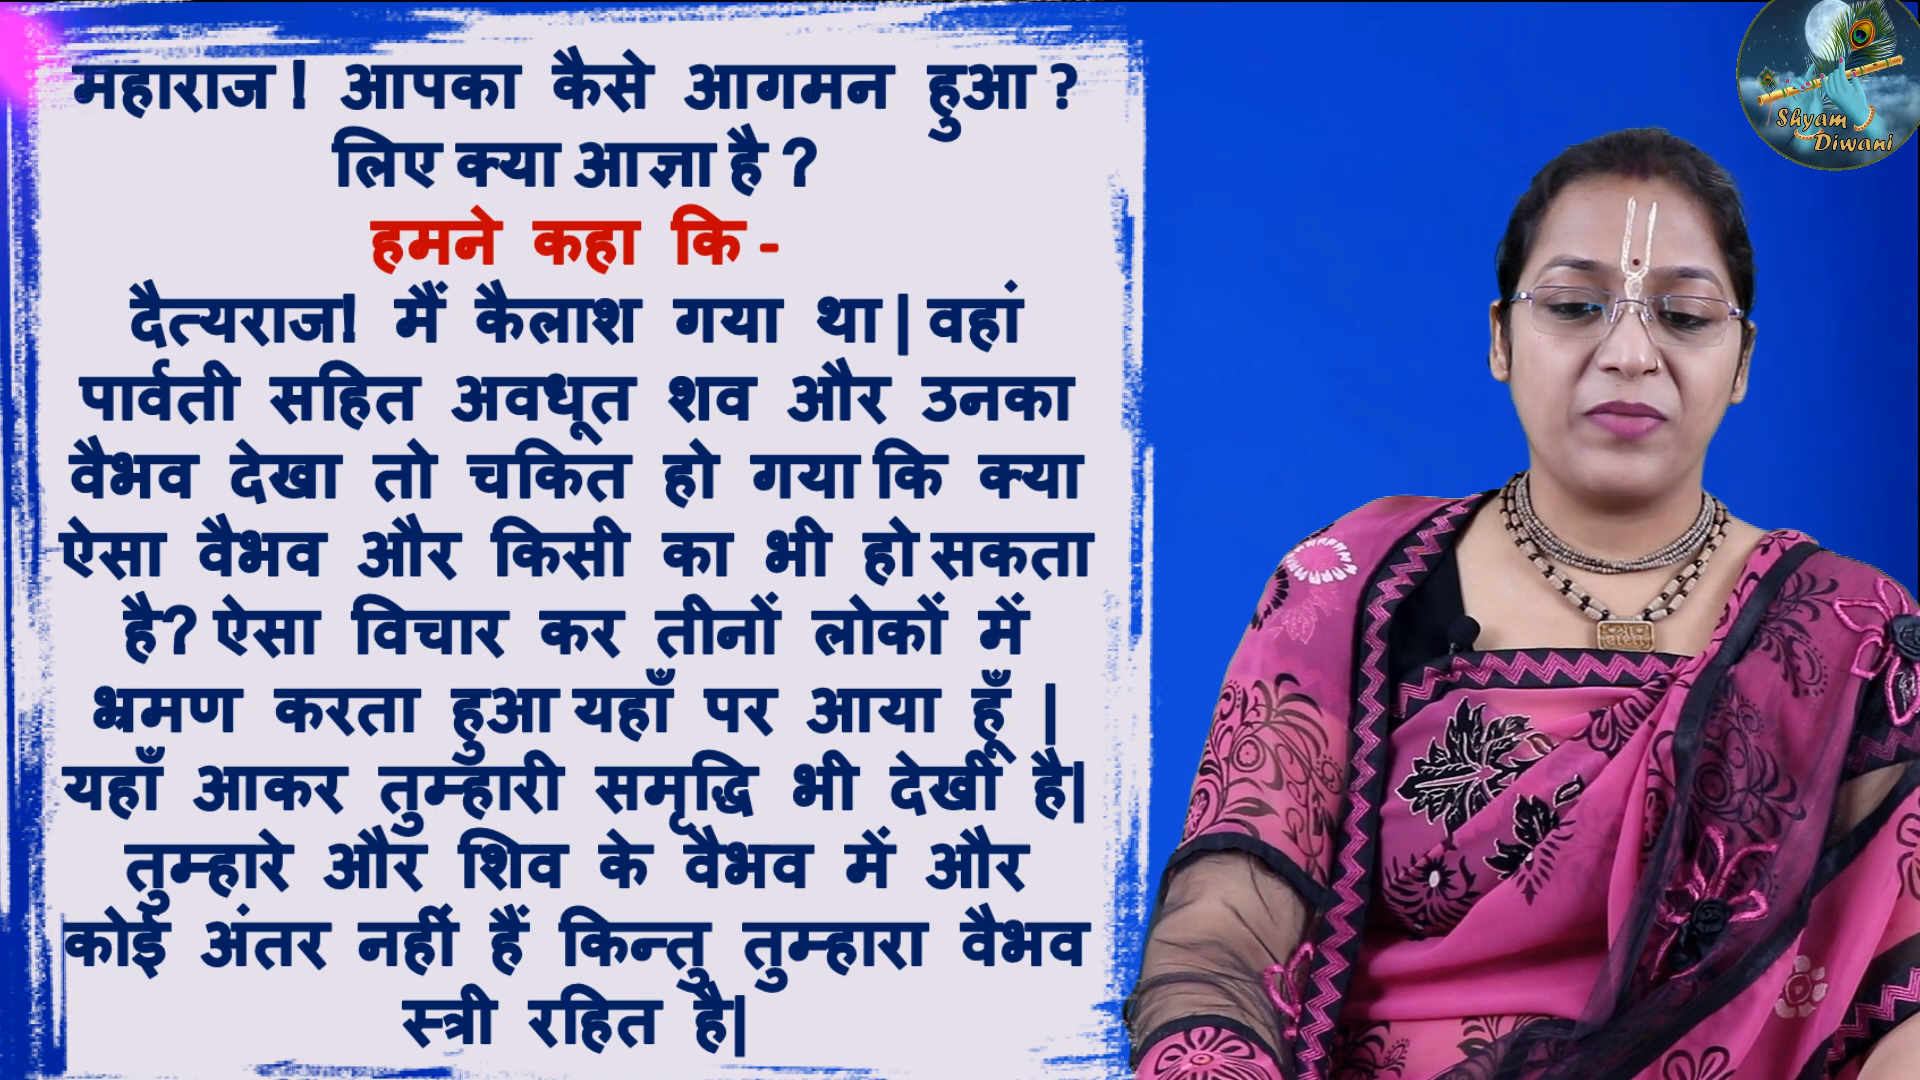 महाराज ! आपका कैसे आगमन हुआ ?
लिए क्या आज्ञा है ?
हमने कहा कि -
दैत्यराज! मैं कैलाश गया था | वहां
पार्वती सहित अवधूत शव और उनका
वैभव देखा तो चकित हो गया कि क्या
ऐसा वैभव और किसी का भी हो सकता
है? ऐसा विचार कर तीनों लोकों में
भ्रमण करता हुआ यहाँ पर आया हूँ |
यहाँ आकर तुम्हारी समृद्धि भी देखी है|
तुम्हारे और शिव के वैभव में और
कोई अंतर नहीं हैं किन्तु तुम्हारा वैभव
स्त्री रहित है|
Shyam
Diwani